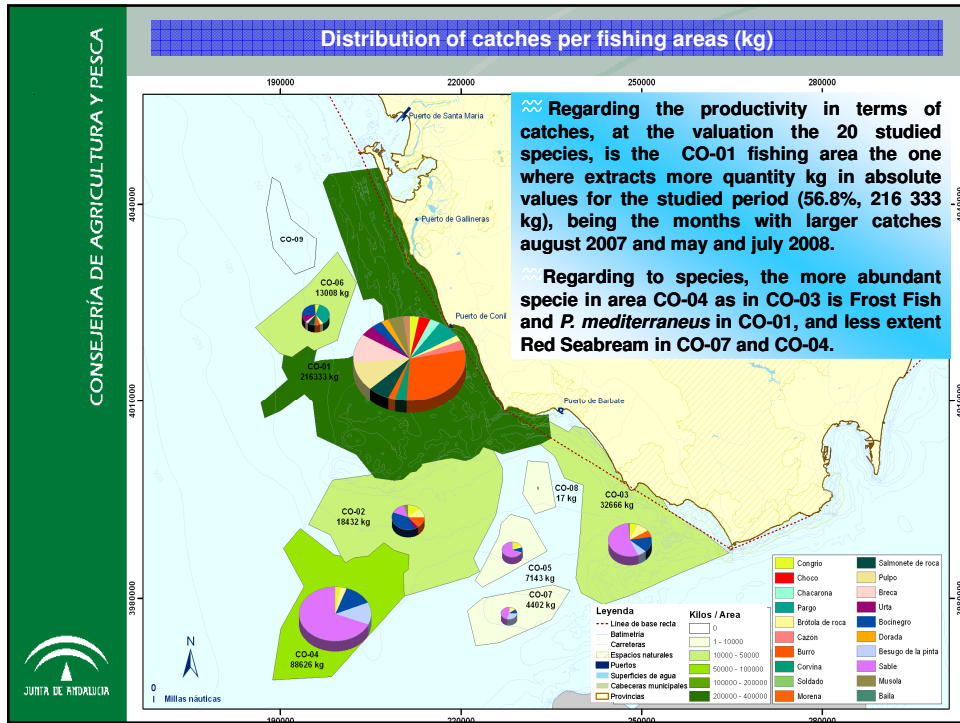 Distribution of catches per fishing areas (kg)
CONSEJERÍA DE AGRICULTURA Y PESCA
JUNTA DE ANDALUCIA
190000
220000
250000
280000
4040000
4010000
3980000
Regarding the productivity in terms of
catches, at the valuation the 20 studied
species, is the CO-01 fishing area the one
where extracts more quantity kg in absolute
values for the studied period (56.8%, 216 333
kg), being the months with larger catches
august 2007 and may and july 2008.
Regarding to species, the more abundant
specie in area CO-04 as in CO-03 is Frost Fish
and P. mediterraneus in CO-01, and less extent
Red Seabream in CO-07 and CO-04.
Puerto de Santa María
Puerto de Gallineras
Puerto de Conil
Puerto de Barbate
CO-09
CO-06
13008 kg
CO-01
216333 kg
CO-02
18432 kg
CO-08
17 kg
CO-03
32666 kg
CO-05
7143 kg
CO-07
4402 kg
CO-04
88626 kg
N
0
Millas náuticas
Leyenda
Línea de base recta
Batimetría
Carreteras
Espacios naturales
Puertos
Superficies de agua
Cabeceras municipales
Provincias
Kilos / Area
0
1 - 10000
10000 - 50000
50000 - 100000
100000 - 200000
200000 - 400000
Congrio
Choco
Chacarona
Pargo
Brótola de roca
Cazón
Burro
Corvina
Soldado
Morena
Salmonete de roca
Pulpo
Breca
Urta
Bocinegro
Dorada
Besugo de la pinta
Sable
Musola
Baila
190000
220000
250000
280000